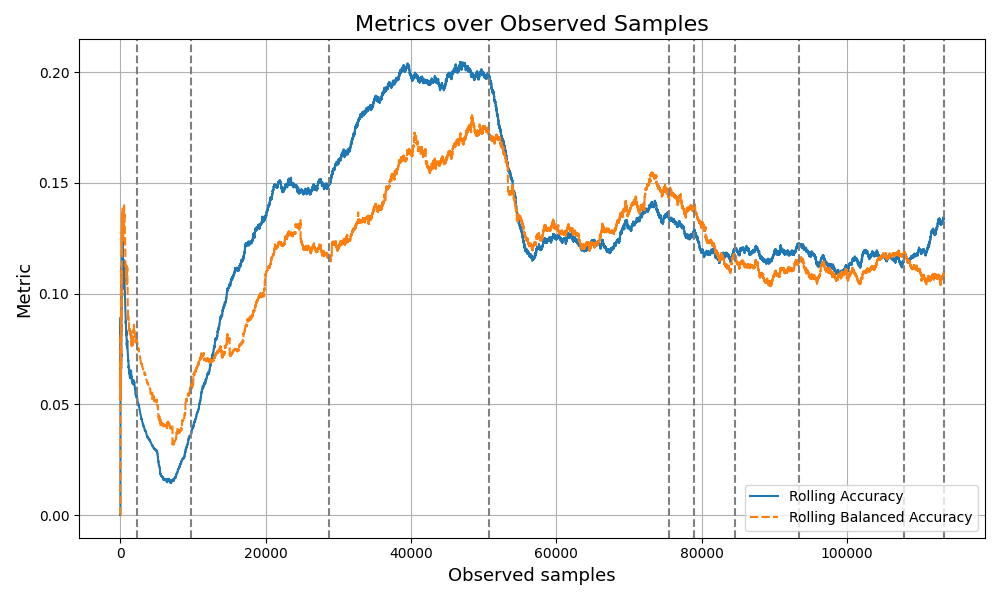 Metrics over Observed Samples
Metric
0.20
0.15
0.10
0.05
0.00
0
20000
40000
60000
80000
100000
Observed samples
Rolling Accuracy
Rolling Balanced Accuracy